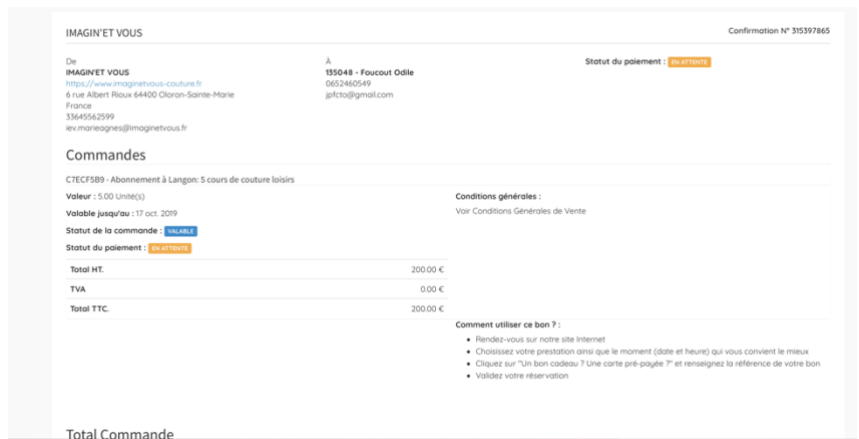 IMAGIN'ET VOUS
Confirmation N° 315397865
De
IMAGIN'ET VOUS
https://www.imaginetvous-couture.fr
6 rue Albert Rioux 64400 Oloron-Sainte-Marie
France
33645562599
iev.marieagnes@imaginetvous.fr
À
135048 - Foucout Odile
0652460549
jpfcto@gmail.com
Statut du paiement : EN ATTENTE
Commandes
C7ECF5B9 - Abonnement à Langon: 5 cours de couture loisirs
Valeur : 5.00 Unité(s)
Valable jusqu'au : 17 oct. 2019
Statut de la commande : VALABLE
Statut du paiement : EN ATTENTE
Conditions générales :
Voir Conditions Générales de Vente
Total HT. 200.00 €
TVA 0.00 €
Total TTC. 200.00 €
Comment utiliser ce bon ? :
• Rendez-vous sur notre site Internet
• Choisissez votre prestation ainsi que le moment (date et heure) qui vous convient le mieux
• Cliquez sur "Un bon cadeau ? Une carte pré-payée ?" et renseignez la référence de votre bon
• Validez votre réservation
Total Commande